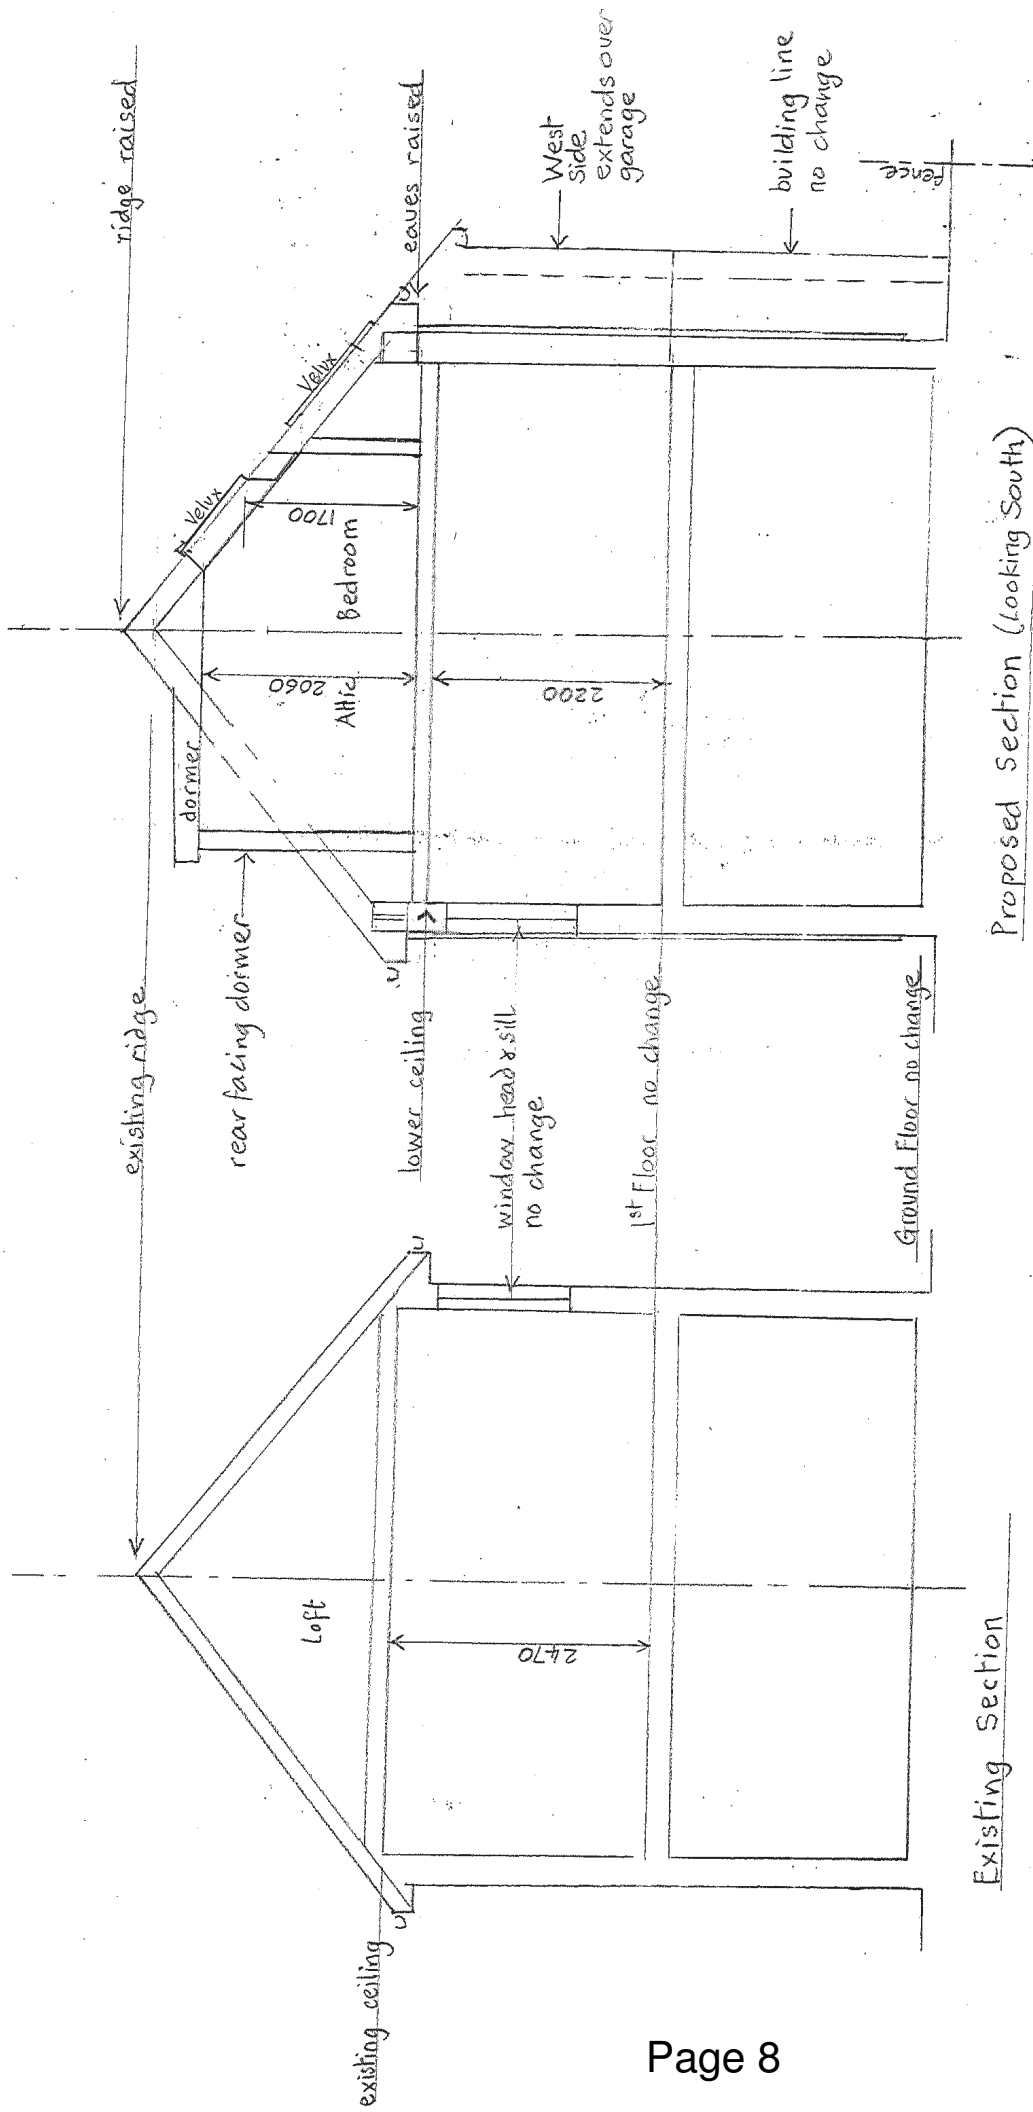 existing ridge
ridge raised
rear facing dormer
dormer
Velux
Velux
eaves raised
existing ceiling
Loft
2470
lower ceiling
window head & sill
no change
1st Floor no change
Ground Floor no change
2060
1700
Attic Bedroom
2200
West
side
extends over
garage
building line
no change
fence
Existing Section
Proposed Section (Looking South)
Page 8